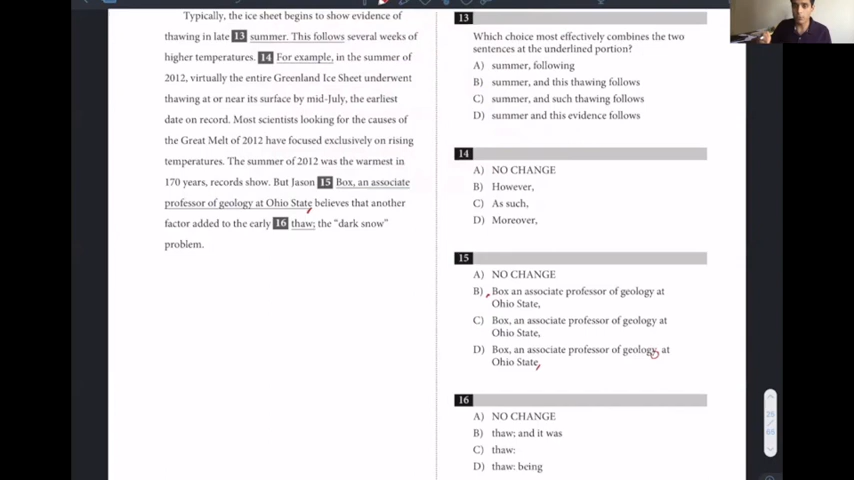 Typically, the ice sheet begins to show evidence of
thawing in late 13 summer. This follows several weeks of
higher temperatures. 14 For example, in the summer of
2012, virtually the entire Greenland Ice Sheet underwent
thawing at or near its surface by mid-July, the earliest
date on record. Most scientists looking for the causes of
the Great Melt of 2012 have focused exclusively on rising
temperatures. The summer of 2012 was the warmest in
170 years, records show. But Jason 15 Box, an associate
professor of geology at Ohio State, believes that another
factor added to the early 16 thaw; the “dark snow”
problem.
13
Which choice most effectively combines the two
sentences at the underlined portion?
A) summer, following
B) summer, and this thawing follows
C) summer, and such thawing follows
D) summer and this evidence follows
14
A) NO CHANGE
B) However,
C) As such,
D) Moreover,
15
A) NO CHANGE
B) , Box an associate professor of geology at
Ohio State,
C) Box, an associate professor of geology at
Ohio State,
D) Box, an associate professor of geology, at
Ohio State,
16
A) NO CHANGE
B) thaw; and it was
C) thaw:
D) thaw: being
28
/
65